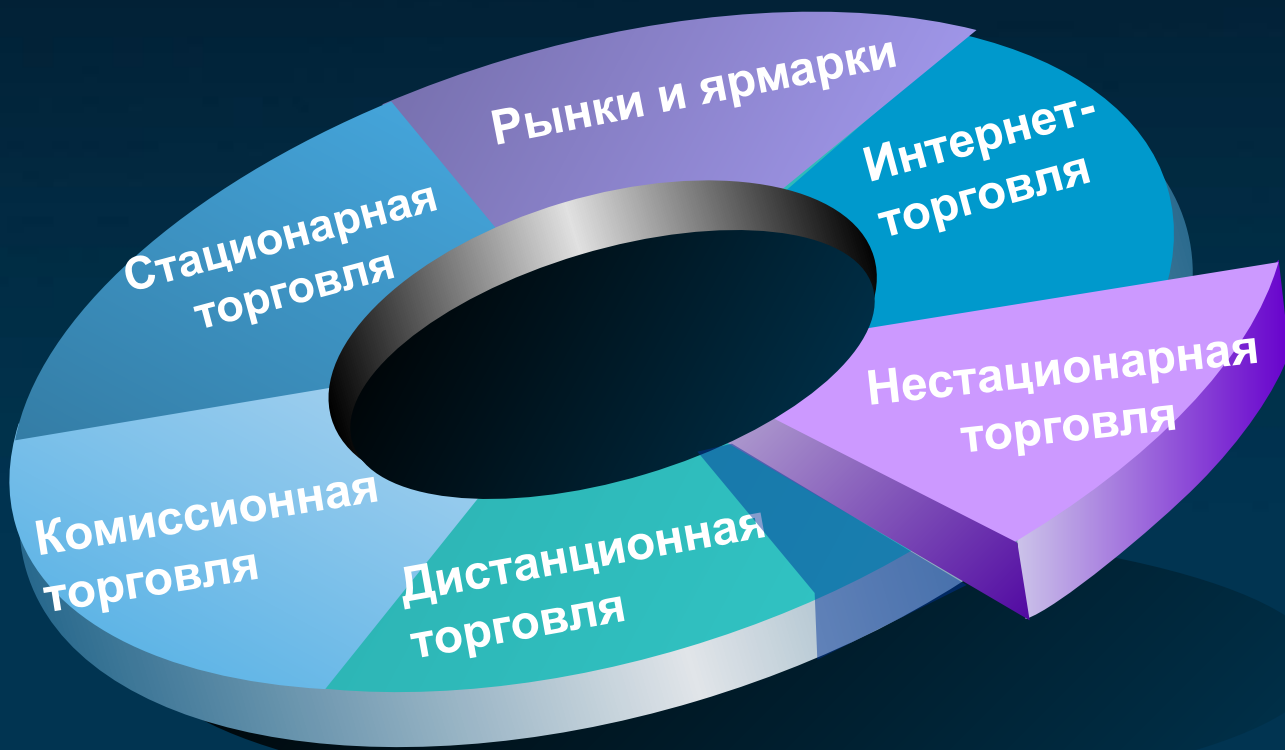 Рынки и ярмарки
Интернет-
торговля
Стационарная
торговля
Нестационарная
торговля
Комиссионная
торговля
Дистанционная
торговля